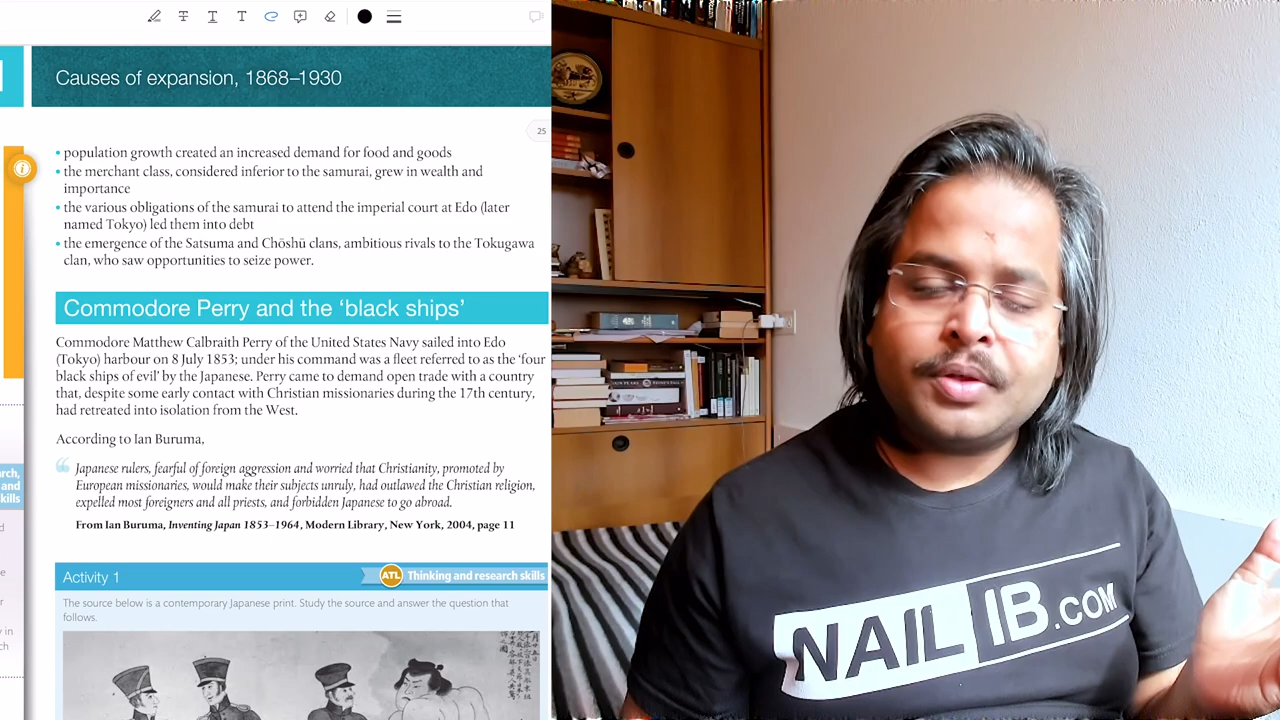 Causes of expansion, 1868–1930
25
• population growth created an increased demand for food and goods
• the merchant class, considered inferior to the samurai, grew in wealth and
importance
• the various obligations of the samurai to attend the imperial court at Edo (later
named Tokyo) led them into debt
• the emergence of the Satsuma and Chōshū clans, ambitious rivals to the Tokugawa
clan, who saw opportunities to seize power.
Commodore Perry and the ‘black ships’
Commodore Matthew Calbraith Perry of the United States Navy sailed into Edo
(Tokyo) harbour on 8 July 1853; under his command was a fleet referred to as the ‘four
black ships of evil’ by the Japanese. Perry came to demand open trade with a country
that, despite some early contact with Christian missionaries during the 17th century,
had retreated into isolation from the West.
According to Ian Buruma,
Japanese rulers, fearful of foreign aggression and worried that Christianity, promoted by
European missionaries, would make their subjects unruly, had outlawed the Christian religion,
expelled most foreigners and all priests, and forbidden Japanese to go abroad.
From Ian Buruma, Inventing Japan 1853–1964, Modern Library, New York, 2004, page 11
Activity 1
ATL Thinking and research skills
The source below is a contemporary Japanese print. Study the source and answer the question that
follows.
and
NAIL IB.COM